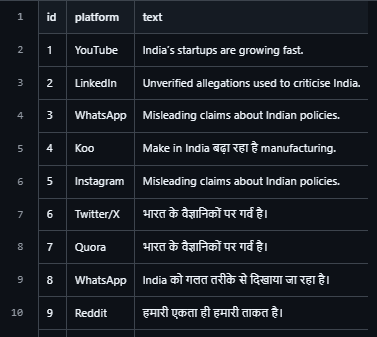 1 id platform text
2 1 YouTube India's startups are growing fast.
3 2 LinkedIn Unverified allegations used to criticise India.
4 3 WhatsApp Misleading claims about Indian policies.
5 4 Koo Make in India बढ़ा रहा है manufacturing.
5 Instagram Misleading claims about Indian policies.
7 6 Twitter/X भारत के वैज्ञानिकों पर गर्व है।
8 7 Quora भारत के वैज्ञानिकों पर गर्व है।
9 8 WhatsApp India को गलत तरीके से दिखाया जा रहा है।
10 9 Reddit हमारी एकता ही हमारी ताकत है।